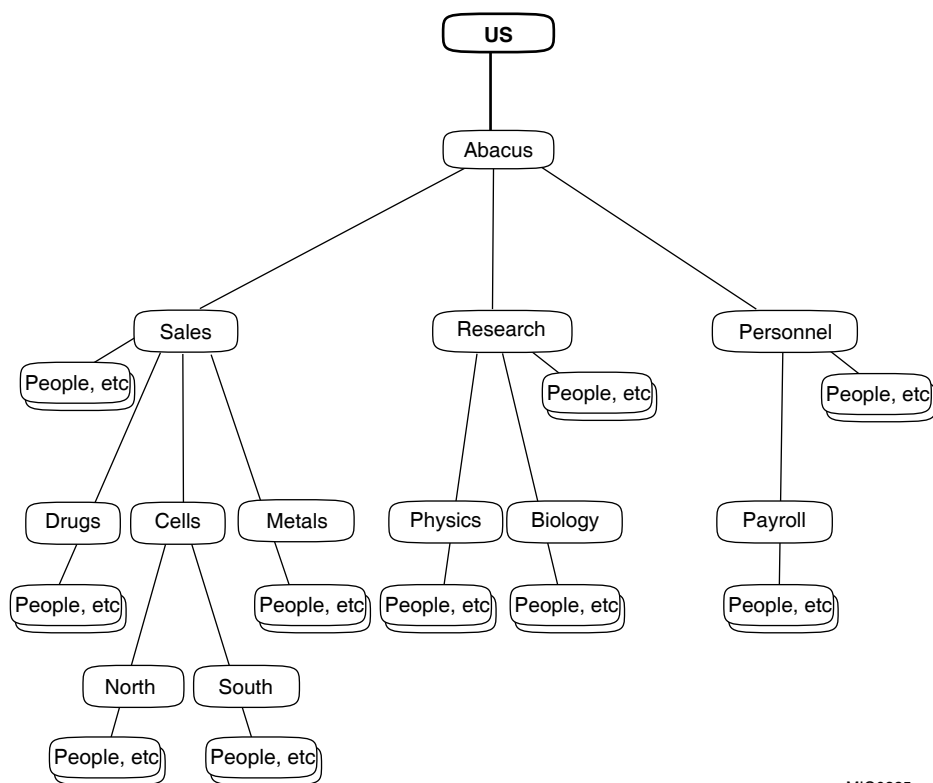 US
Abacus
Sales
Research
Personnel
People, etc
People, etc
People, etc
Drugs
Cells
Metals
Physics
Biology
Payroll
People, etc
People, etc
People, etc
People, etc
People, etc
North
South
People, etc
People, etc